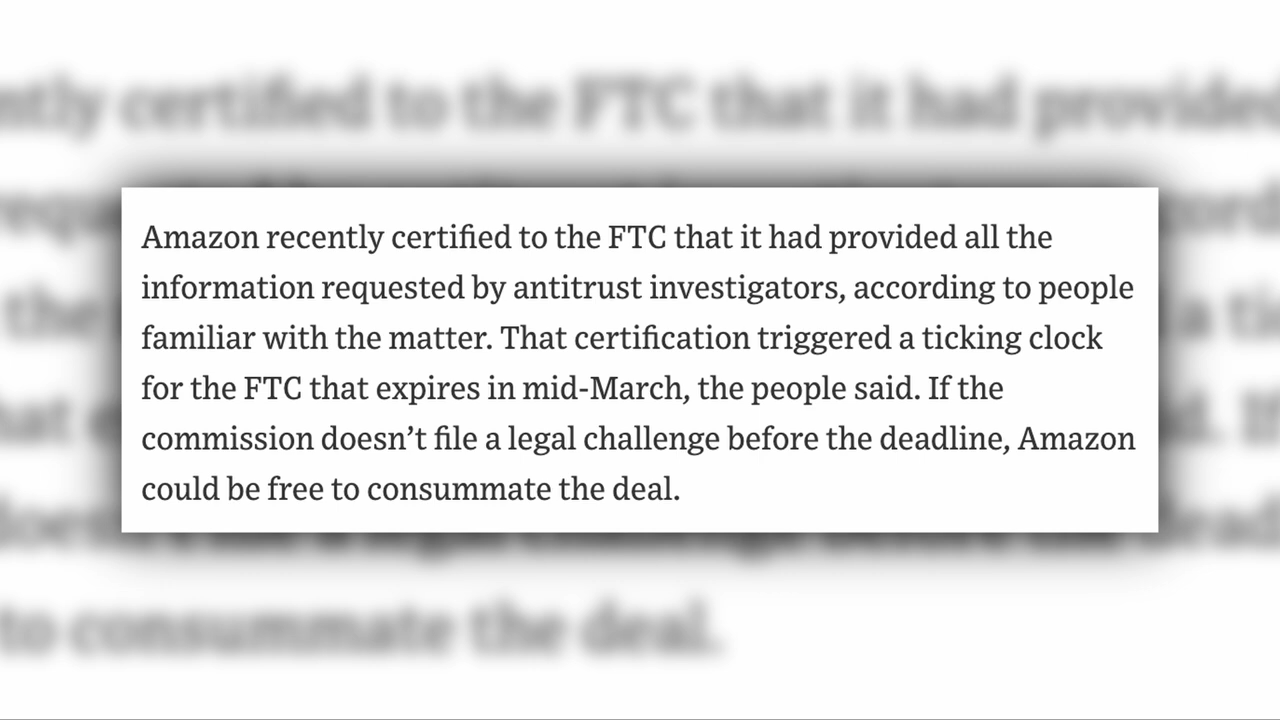 Amazon recently certified to the FTC that it had provided all the
information requested by antitrust investigators, according to people
familiar with the matter. That certification triggered a ticking clock
for the FTC that expires in mid-March, the people said. If the
commission doesn’t file a legal challenge before the deadline, Amazon
could be free to consummate the deal.